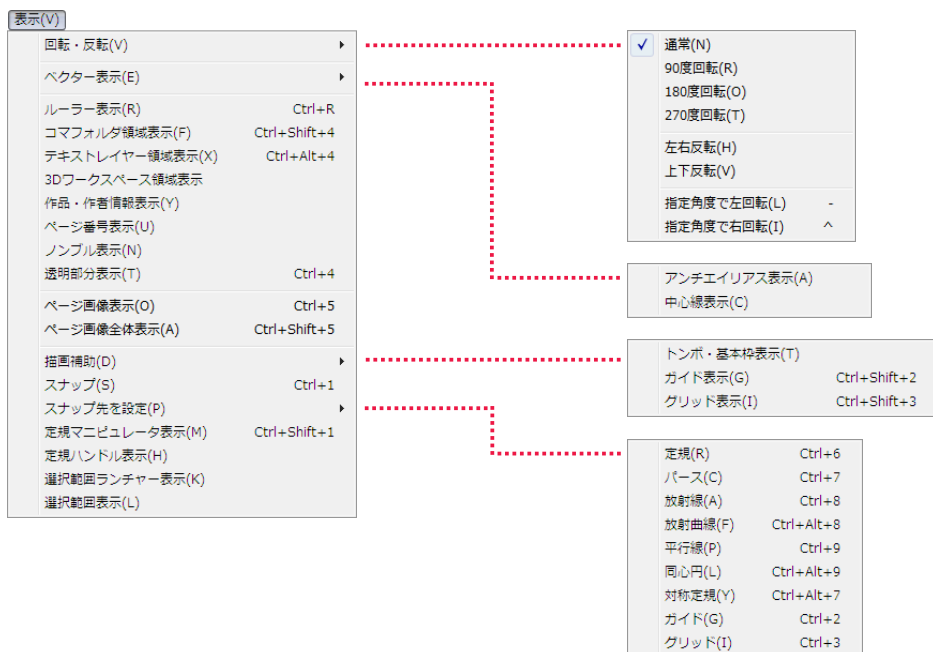 表示(V)
回転・反転(V)
ベクター表示(E)
ルーラー表示(R) Ctrl+R
コマフォルダ領域表示(F) Ctrl+Shift+4
テキストレイヤー領域表示(X) Ctrl+Alt+4
3Dワークスペース領域表示
作品・作者情報表示(Y)
ページ番号表示(U)
ノンブル表示(N)
透明部分表示(T) Ctrl+4
ページ画像表示(O) Ctrl+5
ページ画像全体表示(A) Ctrl+Shift+5
描画補助(D)
スナップ(S) Ctrl+1
スナップ先を設定(P)
定規マニピュレータ表示(M) Ctrl+Shift+1
定規ハンドル表示(H)
選択範囲ランチャー表示(K)
選択範囲表示(L)
通常(N)
90度回転(R)
180度回転(O)
270度回転(T)
左右反転(H)
上下反転(V)
指定角度で左回転(L) -
指定角度で右回転(I) ^
アンチエイリアス表示(A)
中心線表示(C)
トンボ・基本枠表示(T)
ガイド表示(G) Ctrl+Shift+2
グリッド表示(I) Ctrl+Shift+3
定規(R) Ctrl+6
パース(C) Ctrl+7
放射線(A) Ctrl+8
放射曲線(F) Ctrl+Alt+8
平行線(P) Ctrl+9
同心円(L) Ctrl+Alt+9
対称定規(Y) Ctrl+Alt+7
ガイド(G) Ctrl+2
グリッド(I) Ctrl+3